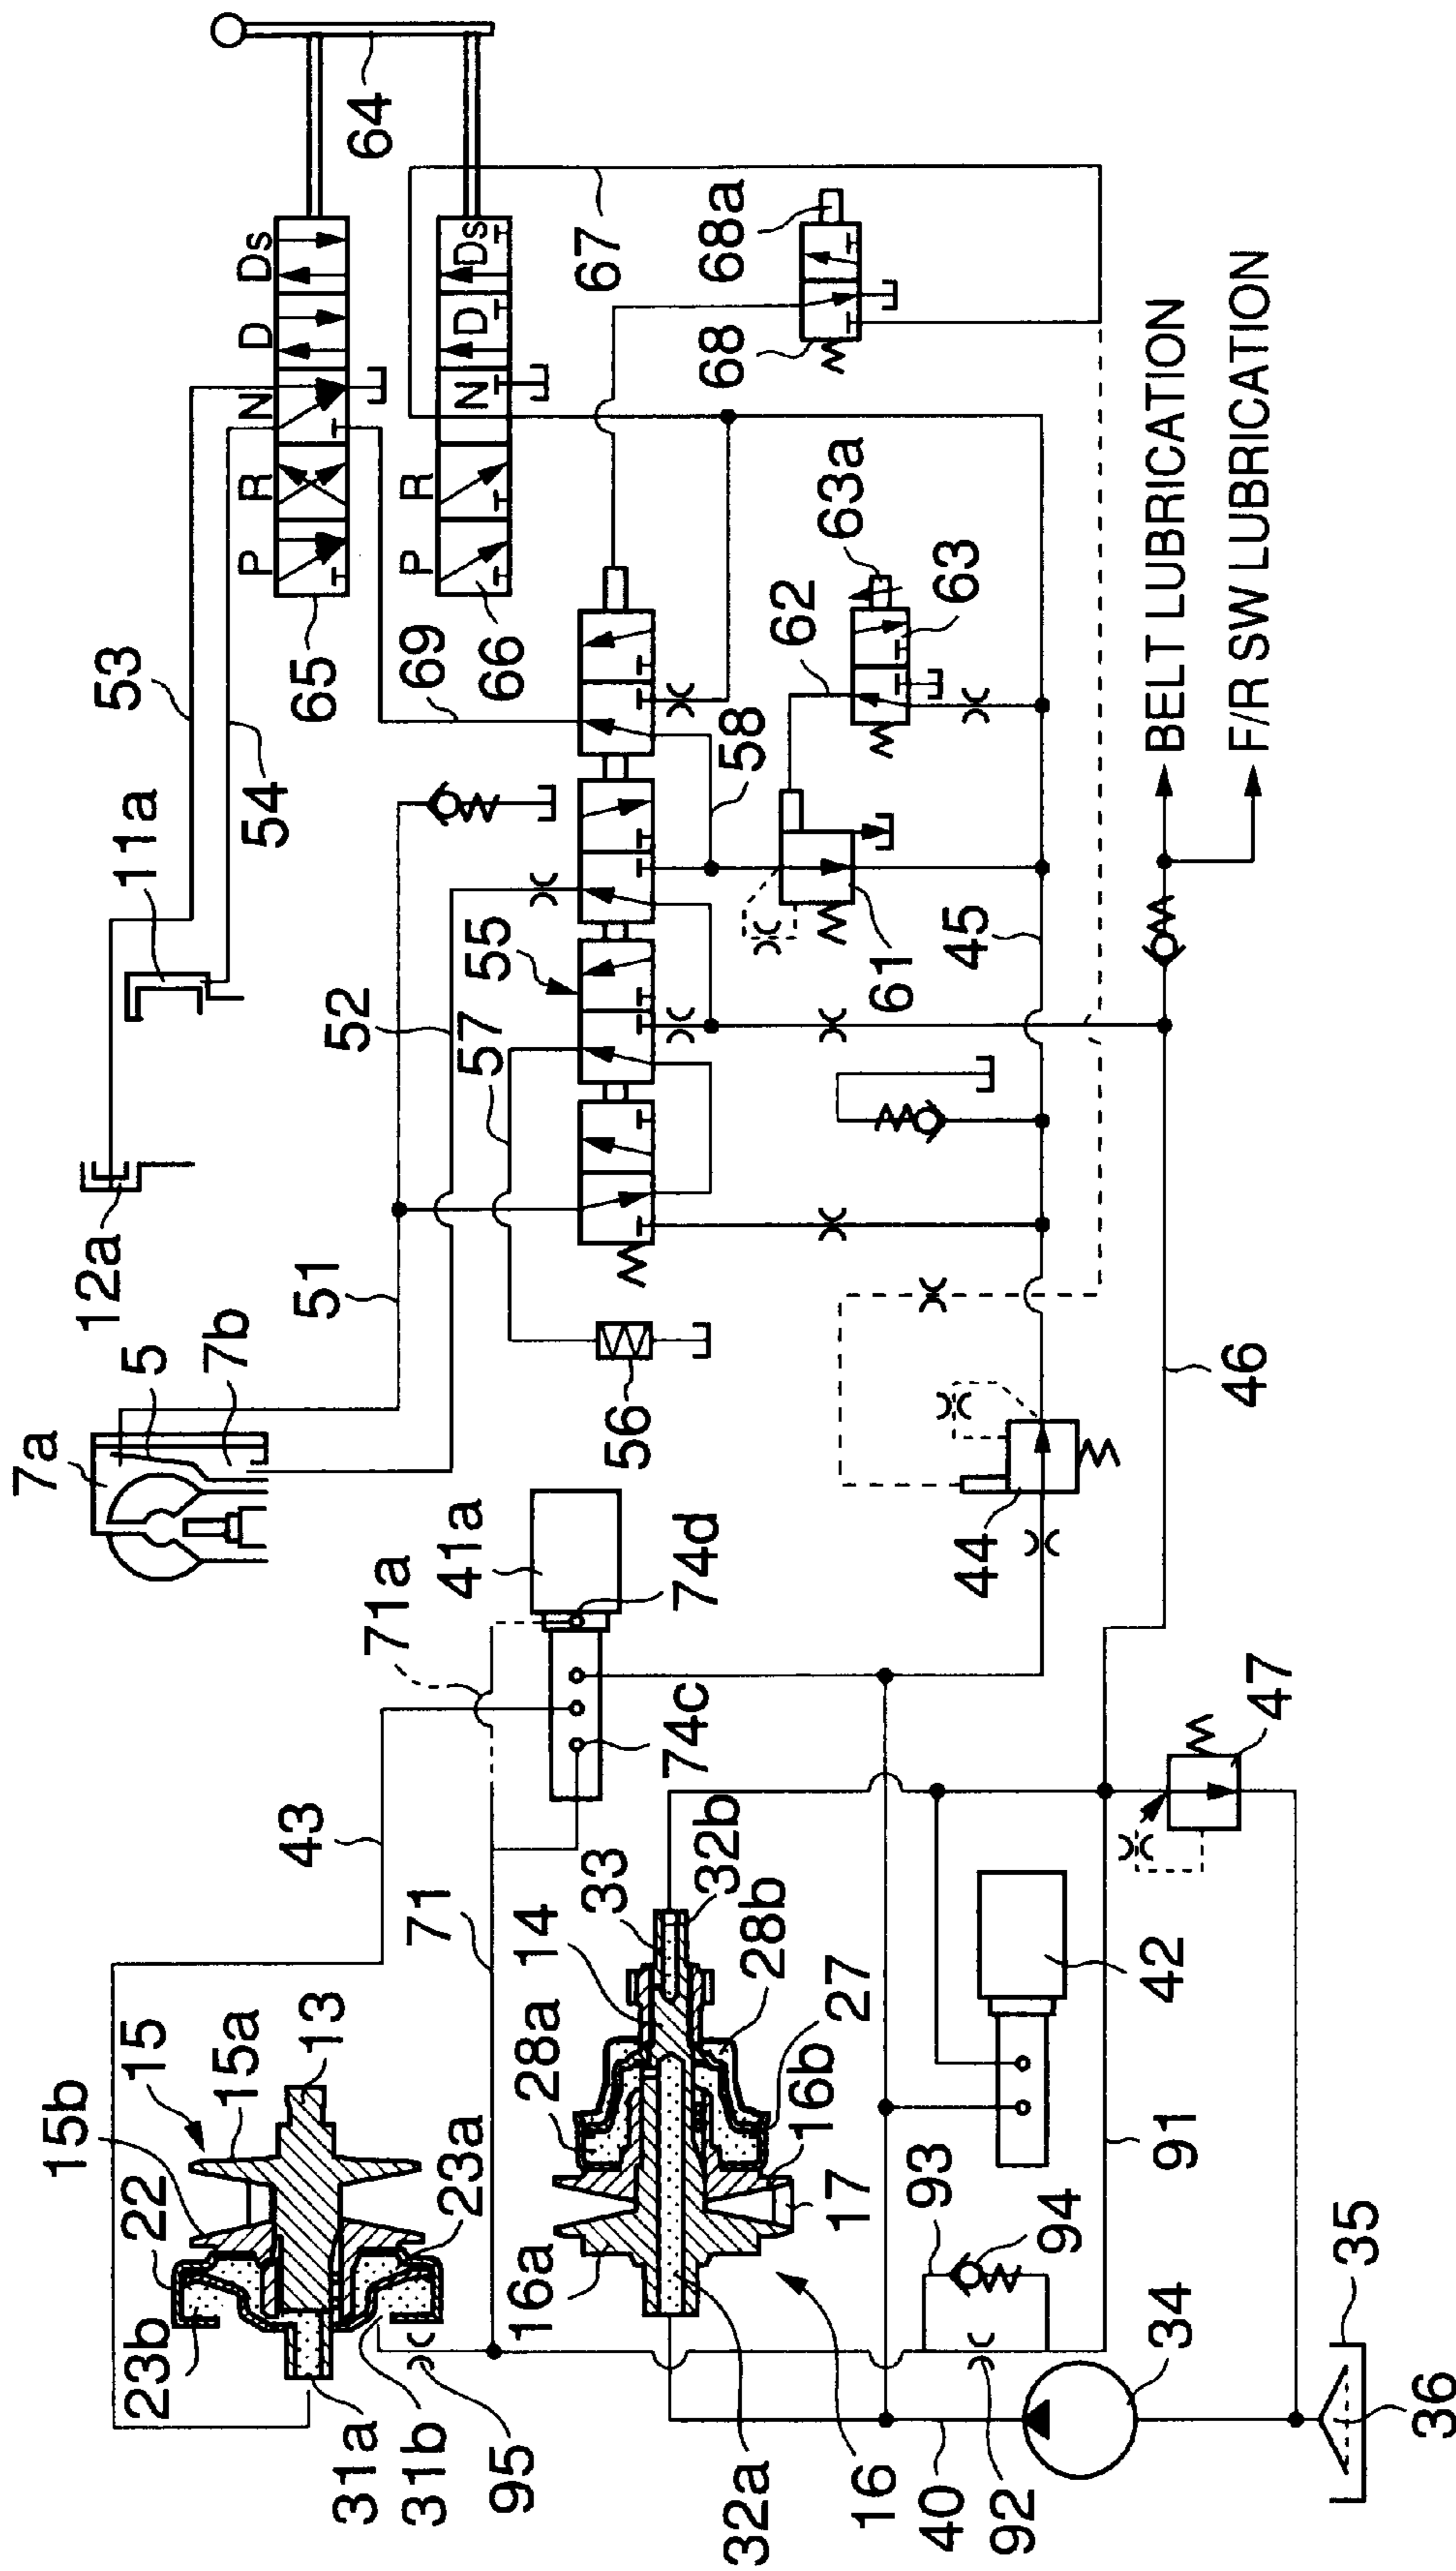 64
Ds
D
N
R
P
65
Ds
D
N
R
P
66
67
68a
68
53
54
69
11a
12a
63a
63
62
58
61
55
52
57
51
45
BELT LUBRICATION
F/R SW LUBRICATION
7a
5
7b
56
44
46
41a
71a
74d
74c
47
43
71
33
32b
14
28b
28a
27
16b
17
16a
16
32a
42
91
93
94
15b
15
15a
13
22
23a
23b
31a
31b
95
40
92
34
35
36